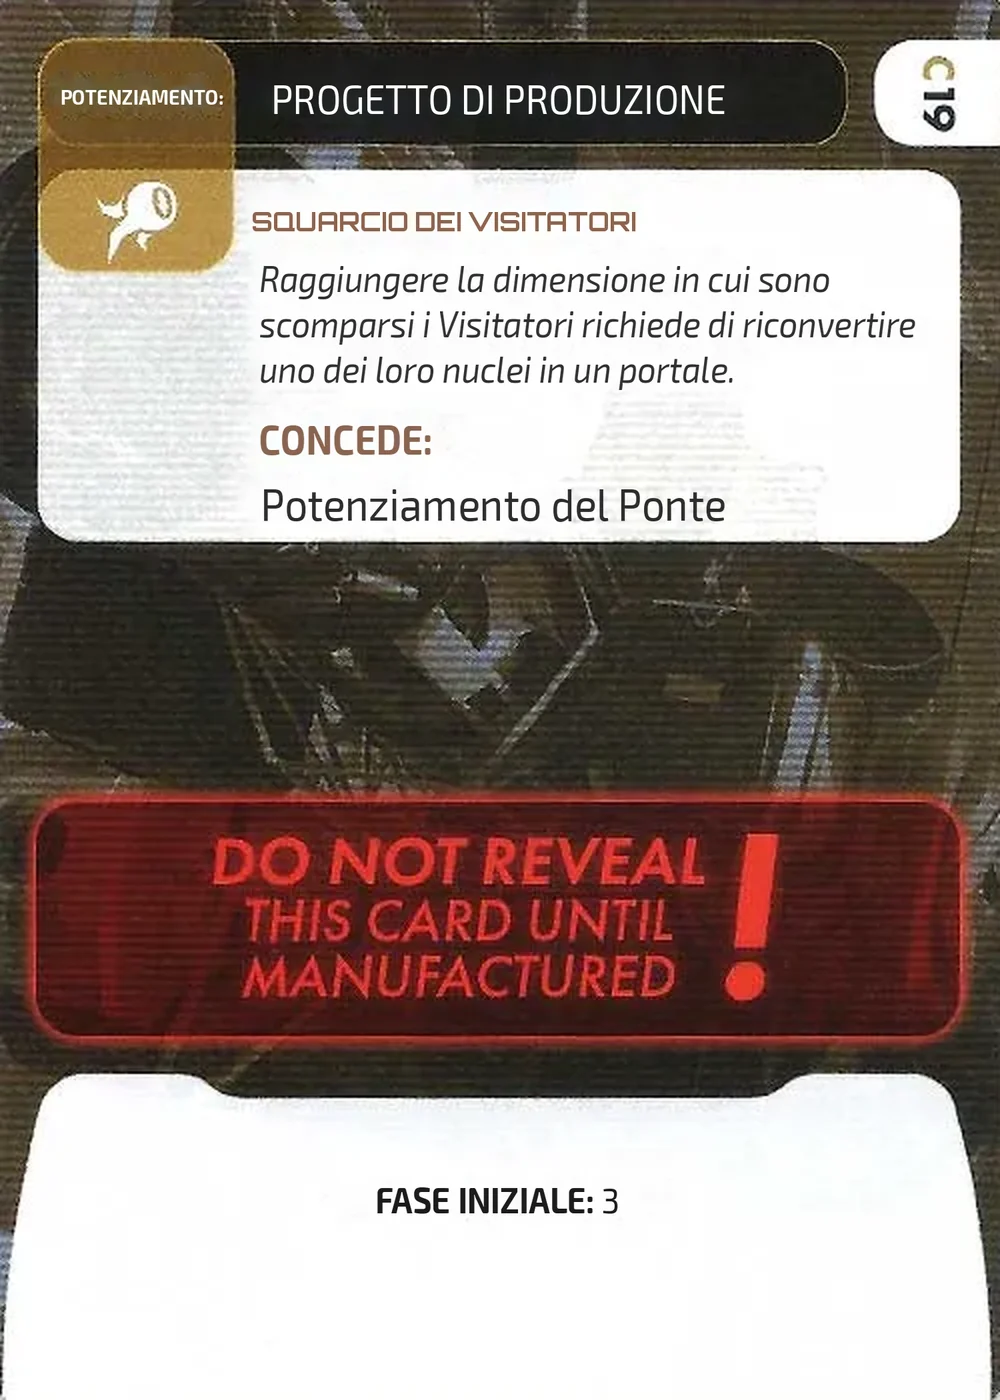 POTENZIAMENTO:
PROGETTO DI PRODUZIONE
C19
SQUARCIO DEI VISITATORI
Raggiungere la dimensione in cui sono
scomparsi i Visitatori richiede di riconvertire
uno dei loro nuclei in un portale.
CONCEDE:
Potenziamento del Ponte
DO NOT REVEAL
THIS CARD UNTIL
MANUFACTURED
!
FASE INIZIALE: 3